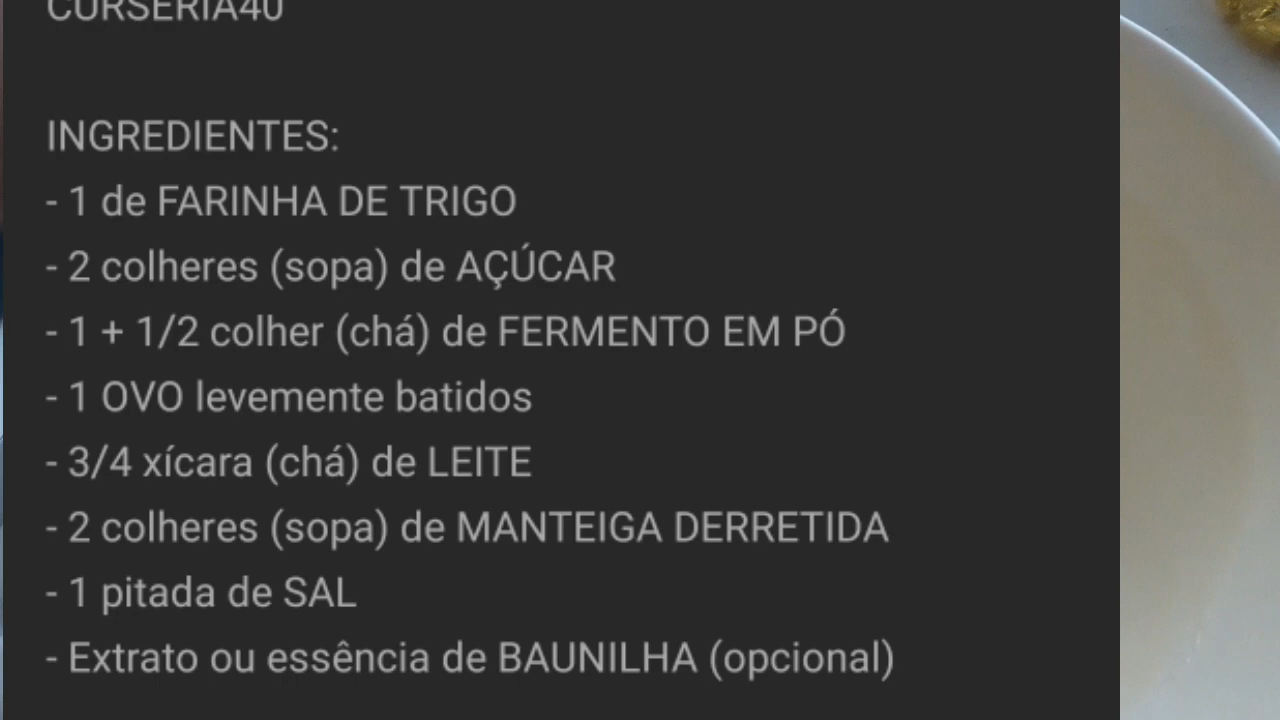 CURSERIA40
INGREDIENTES:
- 1 de FARINHA DE TRIGO
- 2 colheres (sopa) de AÇÚCAR
- 1 + 1/2 colher (chá) de FERMENTO EM PÓ
- 1 OVO levemente batidos
- 3/4 xícara (chá) de LEITE
- 2 colheres (sopa) de MANTEIGA DERRETIDA
- 1 pitada de SAL
- Extrato ou essência de BAUNILHA (opcional)